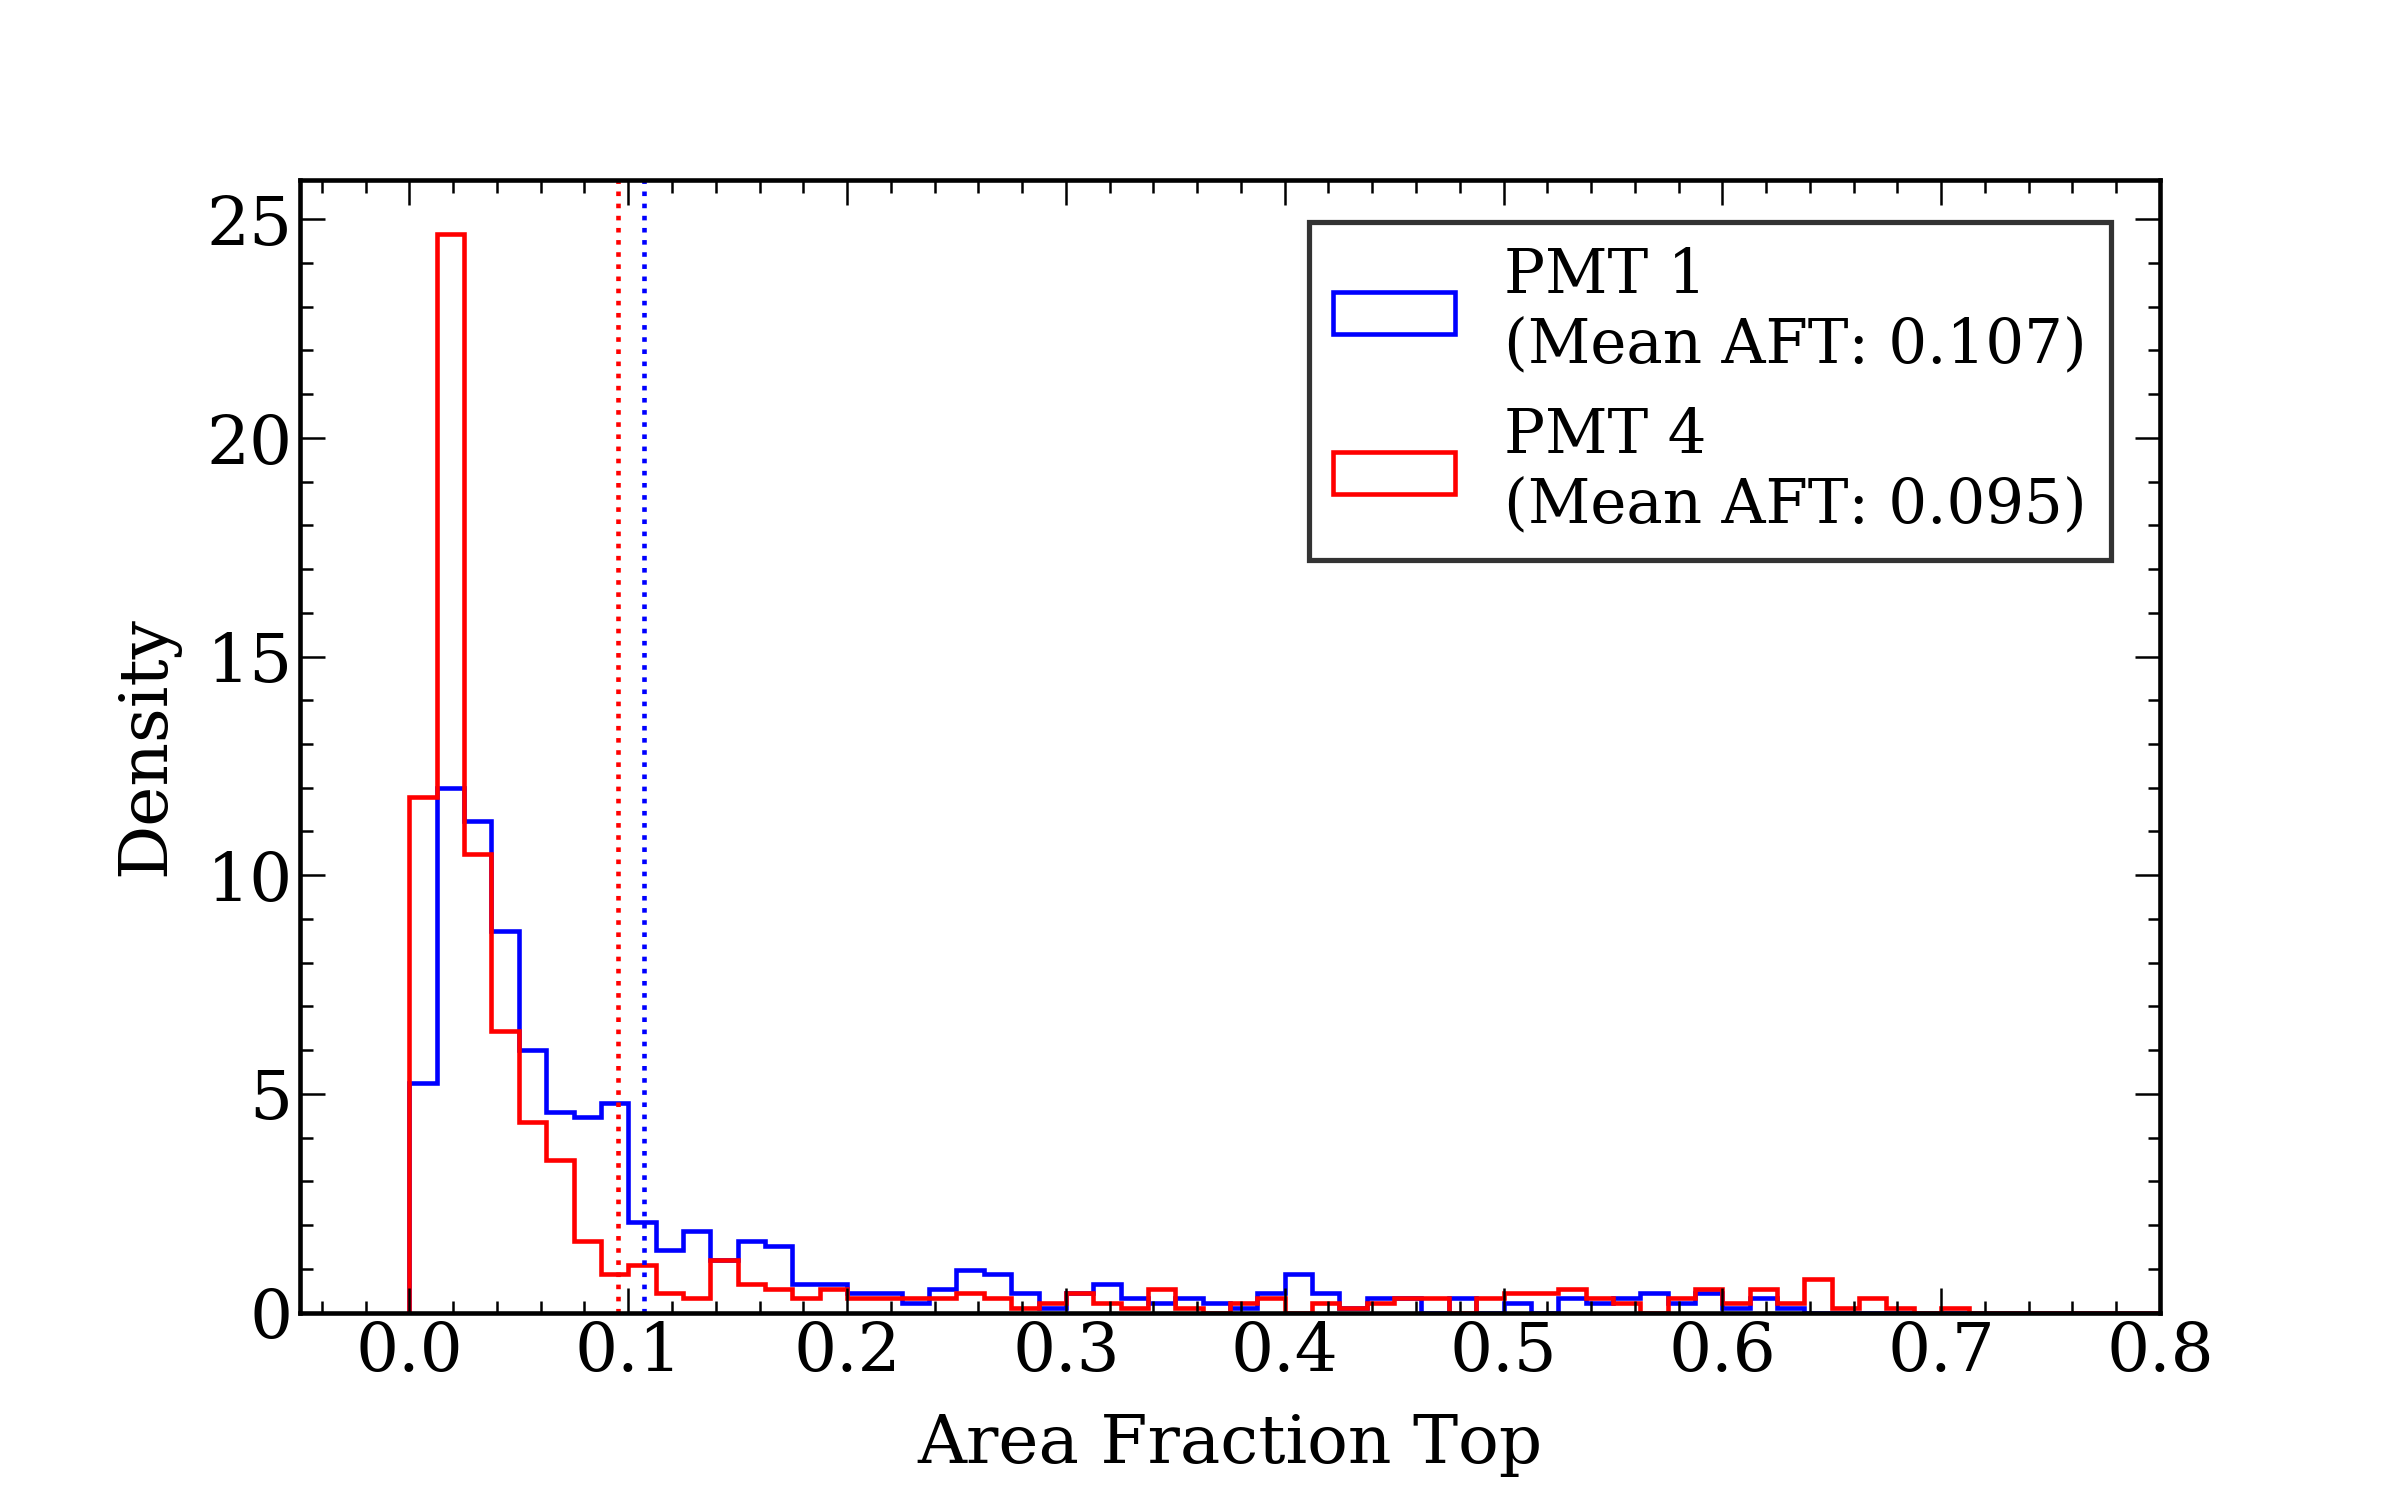 25
20
15
10
5
0
Density
PMT 1
(Mean AFT: 0.107)
PMT 4
(Mean AFT: 0.095)
0.0 0.1 0.2 0.3 0.4 0.5 0.6 0.7 0.8
Area Fraction Top